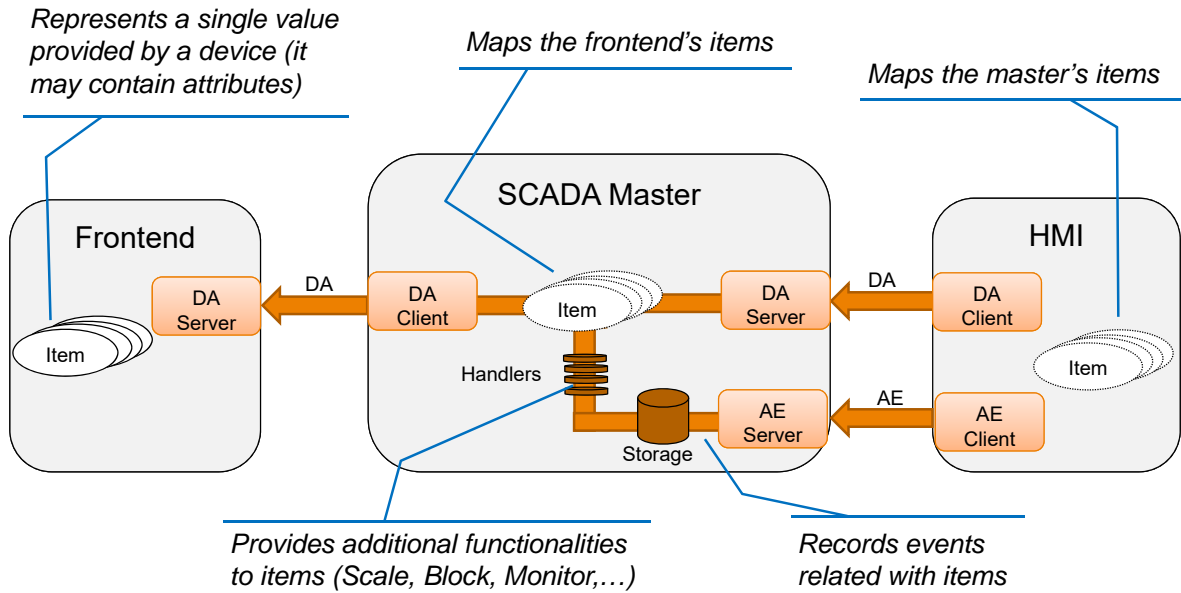 Represents a single value
provided by a device (it
may contain attributes)
Maps the frontend's items
Maps the master's items
Frontend
SCADA Master
HMI
DA
Server
Item
DA
DA
Client
Item
DA
Server
DA
DA
Client
Item
Handlers
Storage
AE
Server
AE
AE
Client
Provides additional functionalities
to items (Scale, Block, Monitor,…)
Records events
related with items